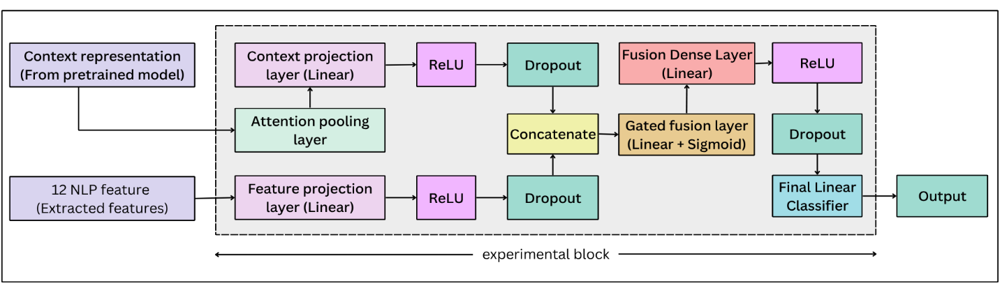 Context representation
(From pretrained model)
Context projection
layer (Linear)
ReLU
Dropout
Fusion Dense Layer
(Linear)
ReLU
Attention pooling
layer
Concatenate
Gated fusion layer
(Linear + Sigmoid)
Dropout
12 NLP feature
(Extracted features)
Feature projection
layer (Linear)
ReLU
Dropout
Final Linear
Classifier
Output
experimental block